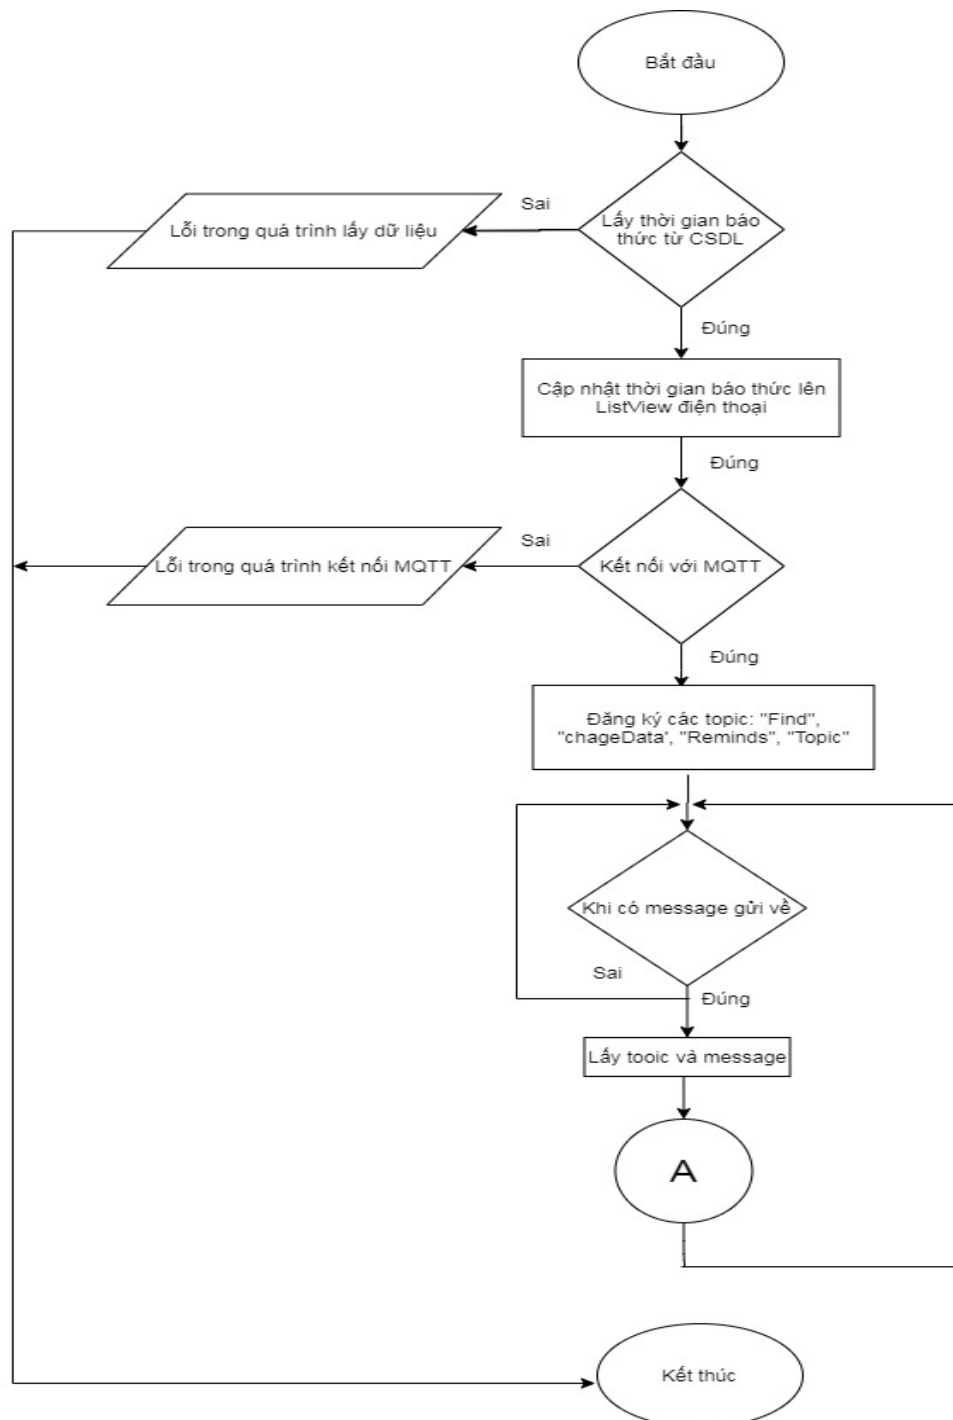 Bắt đầu
Sai
Lấy thời gian báo
thức từ CSDL
Lỗi trong quá trình lấy dữ liệu
Đúng
Cập nhật thời gian báo thức lên
ListView điện thoại
Đúng
Sai
Kết nối với MQTT
Lỗi trong quá trình kết nối MQTT
Đúng
Đăng ký các topic: "Find",
"chageData', "Reminds", "Topic"
Khi có message gửi về
Sai
Đúng
Lấy tooic và message
A
Kết thúc